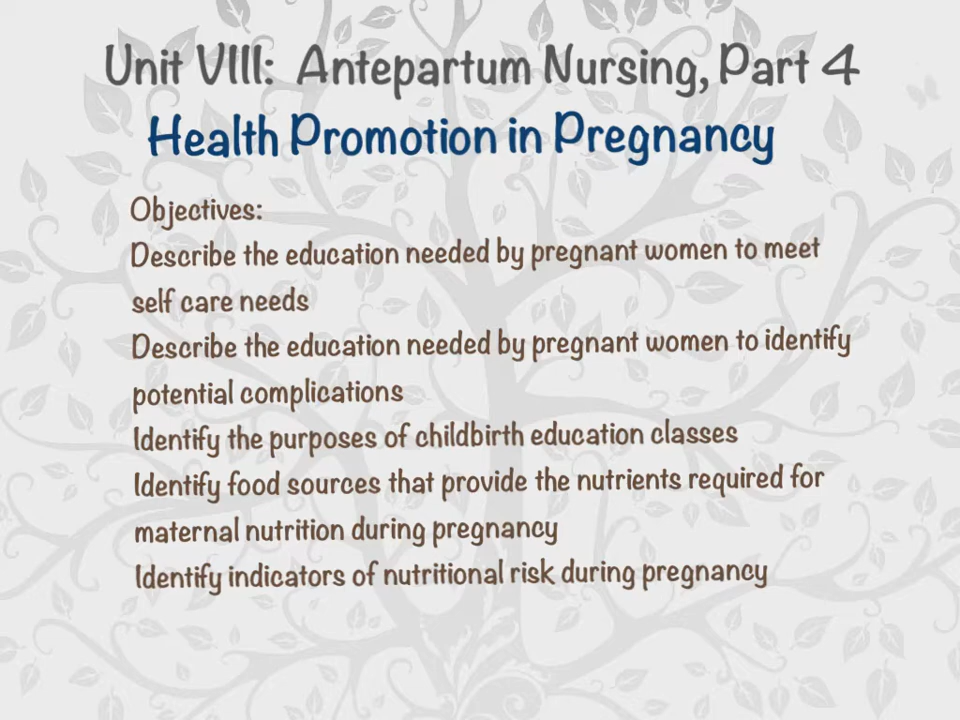 Unit VIII: Antepartum Nursing, Part 4
Health Promotion in Pregnancy
Objectives:
Describe the education needed by pregnant women to meet
self care needs
Describe the education needed by pregnant women to identify
potential complications
Identify the purposes of childbirth education classes
Identify food sources that provide the nutrients required for
maternal nutrition during pregnancy
Identify indicators of nutritional risk during pregnancy